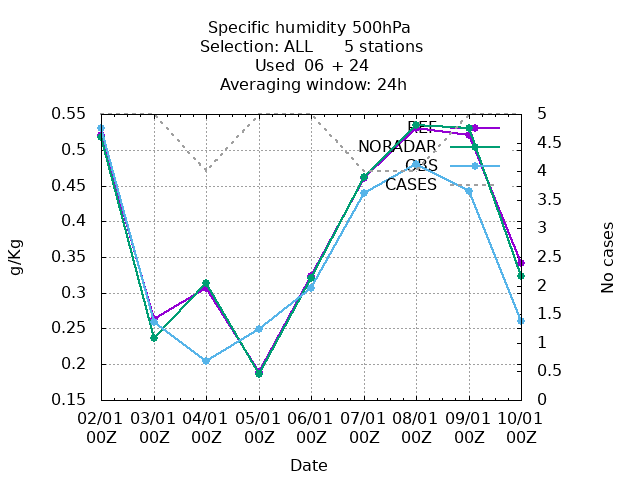 Specific humidity 500hPa
Selection: ALL 5 stations
Used 06 + 24
Averaging window: 24h
0.55
0.5
0.45
0.4
0.35
0.3
0.25
0.2
0.15
g/Kg
REF
NORADAR
OBS
CASES
5
4.5
4
3.5
3
2.5
2
1.5
1
0.5
0
No cases
02/01 03/01 04/01 05/01 06/01 07/01 08/01 09/01 10/01
00Z 00Z 00Z 00Z 00Z 00Z 00Z 00Z 00Z
Date